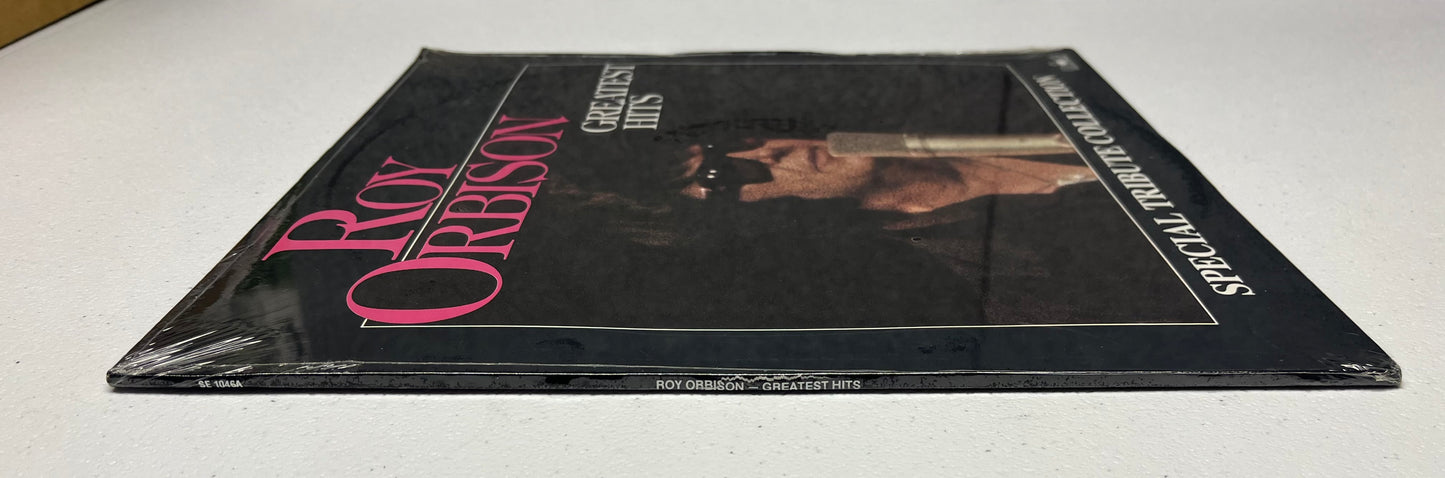 ROY
ORBISON
GREATEST
HITS
SPECIAL TRIBUTE COLLECTION
SE 1046A
ROY ORBISON – GREATEST HITS